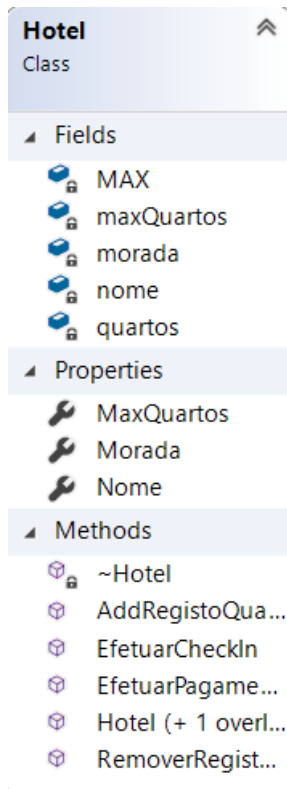 Hotel
Class
Fields
MAX
maxQuartos
morada
nome
quartos
Properties
MaxQuartos
Morada
Nome
Methods
~Hotel
AddRegistoQua...
EfetuarCheckIn
EfetuarPagame...
Hotel (+ 1 overl...
RemoverRegist...